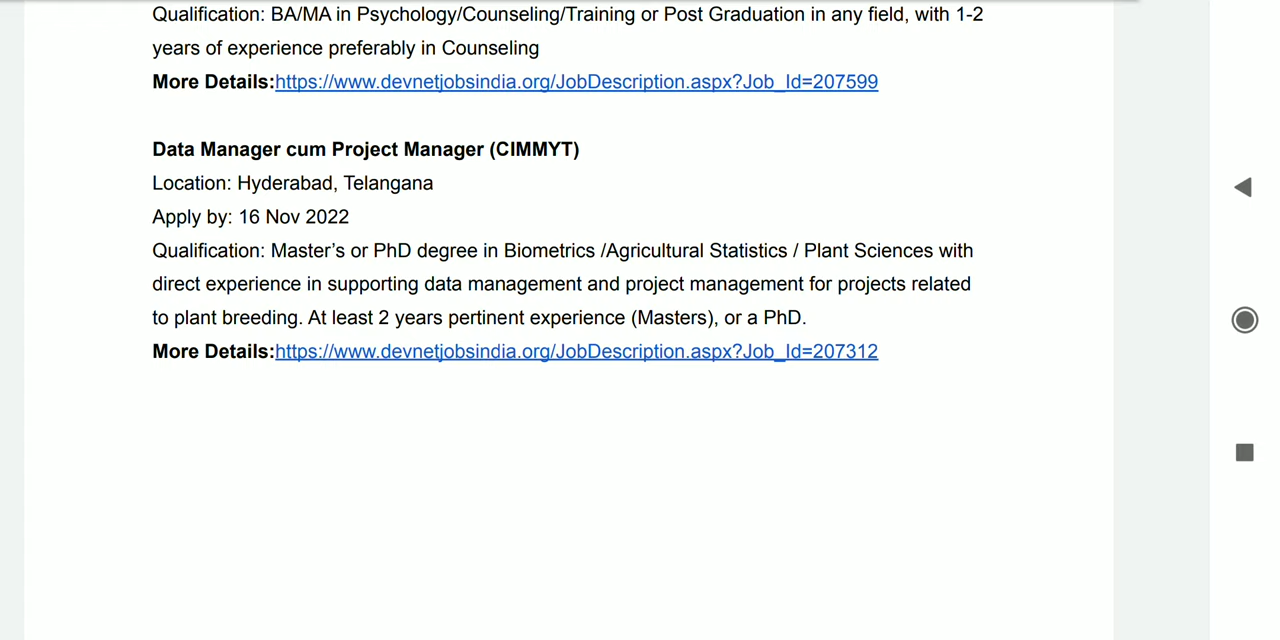 Qualification: BA/MA in Psychology/Counseling/Training or Post Graduation in any field, with 1-2
years of experience preferably in Counseling
More Details:https://www.devnetjobsindia.org/JobDescription.aspx?Job_Id=207599
Data Manager cum Project Manager (CIMMYT)
Location: Hyderabad, Telangana
Apply by: 16 Nov 2022
Qualification: Master’s or PhD degree in Biometrics /Agricultural Statistics / Plant Sciences with
direct experience in supporting data management and project management for projects related
to plant breeding. At least 2 years pertinent experience (Masters), or a PhD.
More Details:https://www.devnetjobsindia.org/JobDescription.aspx?Job_Id=207312